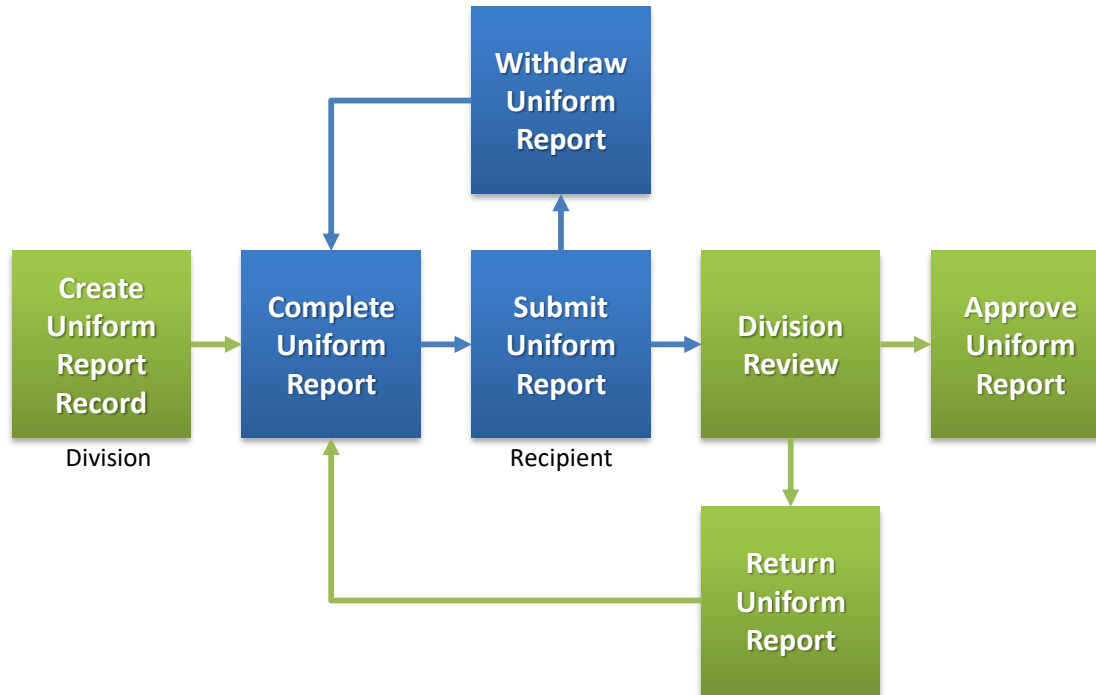 Withdraw
Uniform
Report
Create
Uniform
Report
Record
Complete
Uniform
Report
Submit
Uniform
Report
Division
Review
Approve
Uniform
Report
Division
Recipient
Return
Uniform
Report